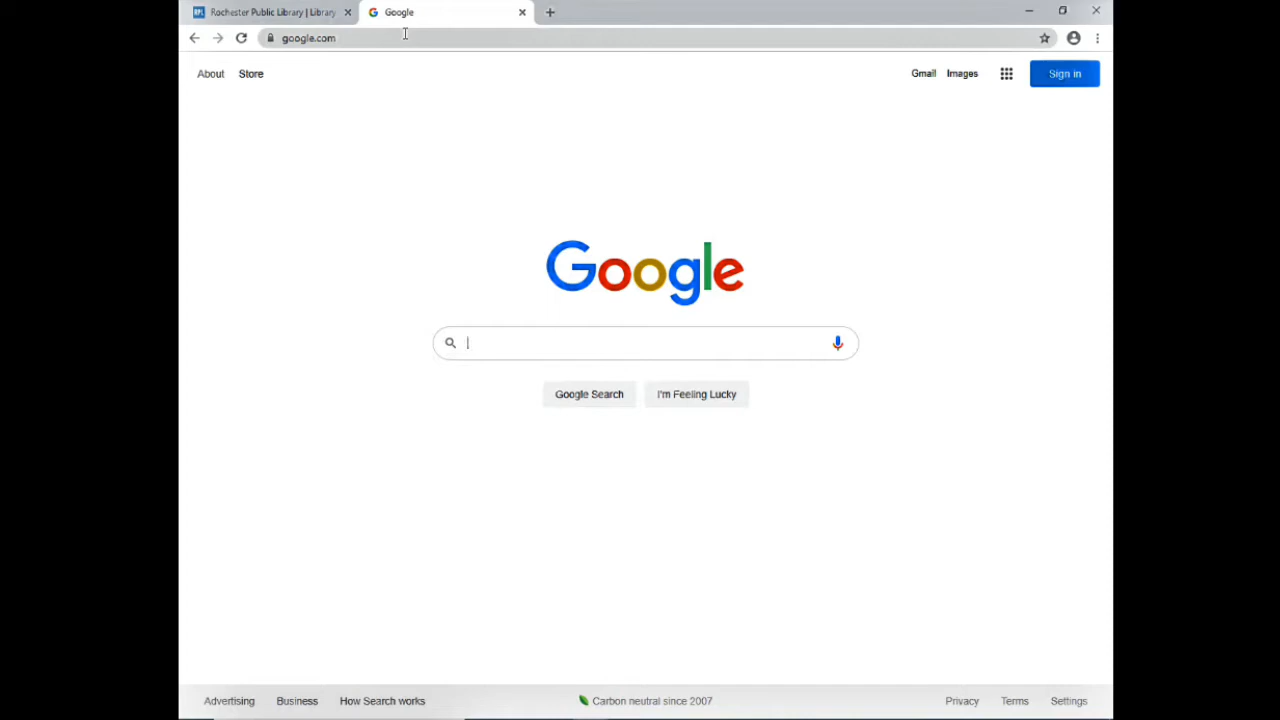 RPL Rochester Public Library | Library
Google
google.com
About Store
Gmail Images Sign in
Google
Google Search I'm Feeling Lucky
Advertising Business How Search works Carbon neutral since 2007 Privacy Terms Settings